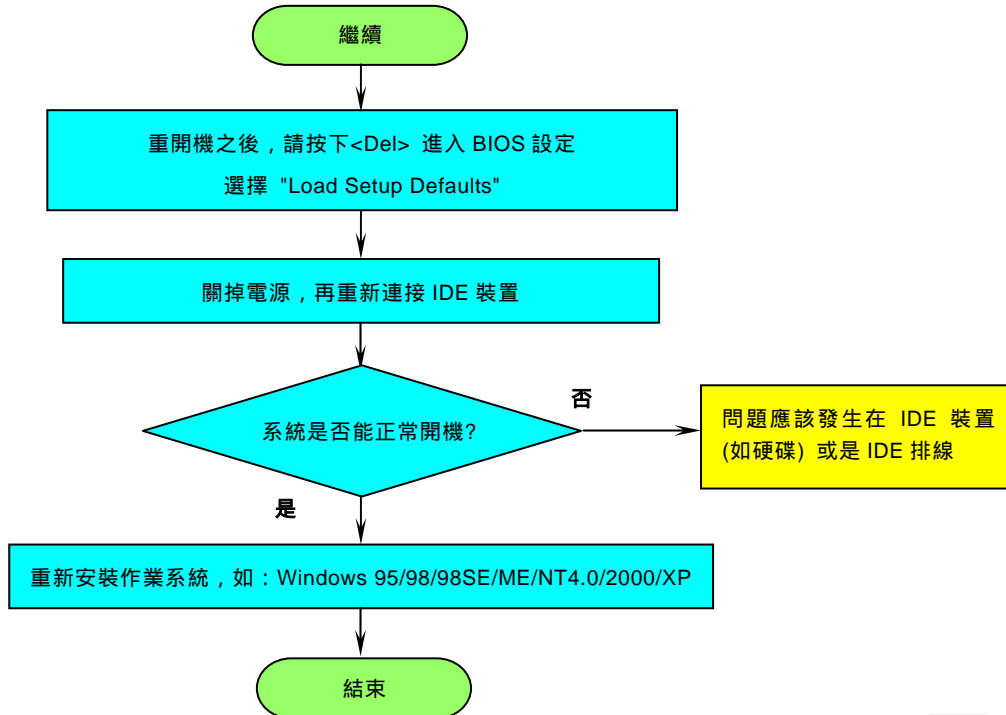 繼續
重開機之後，請按下<Del> 進入 BIOS 設定
選擇 "Load Setup Defaults"
關掉電源，再重新連接 IDE 裝置
系統是否能正常開機?
否
問題應該發生在 IDE 裝置
(如硬碟) 或是 IDE 排線
是
重新安裝作業系統，如：Windows 95/98/98SE/ME/NT4.0/2000/XP
結束